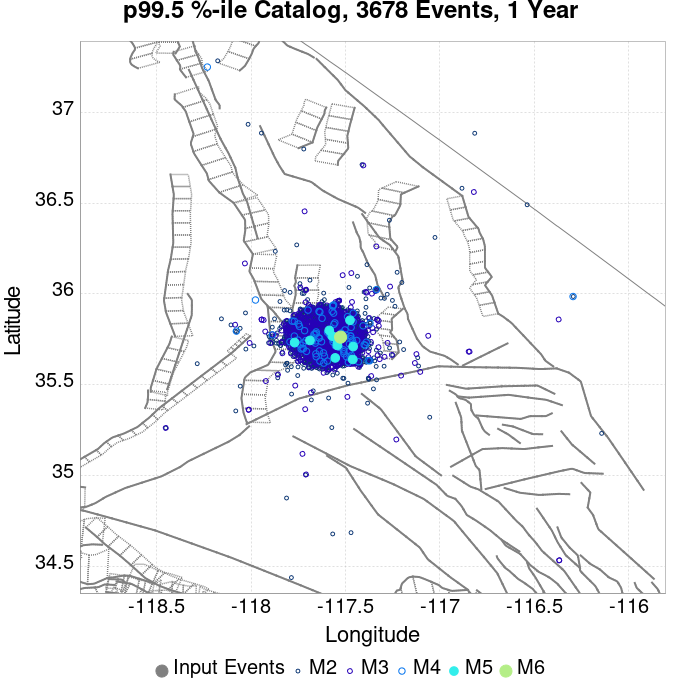 p99.5 %-ile Catalog, 3678 Events, 1 Year
37
36.5
36
35.5
35
34.5
Latitude
-118.5 -118 -117.5 -117 -116.5 -116
Longitude
Input Events M2 M3 M4 M5 M6